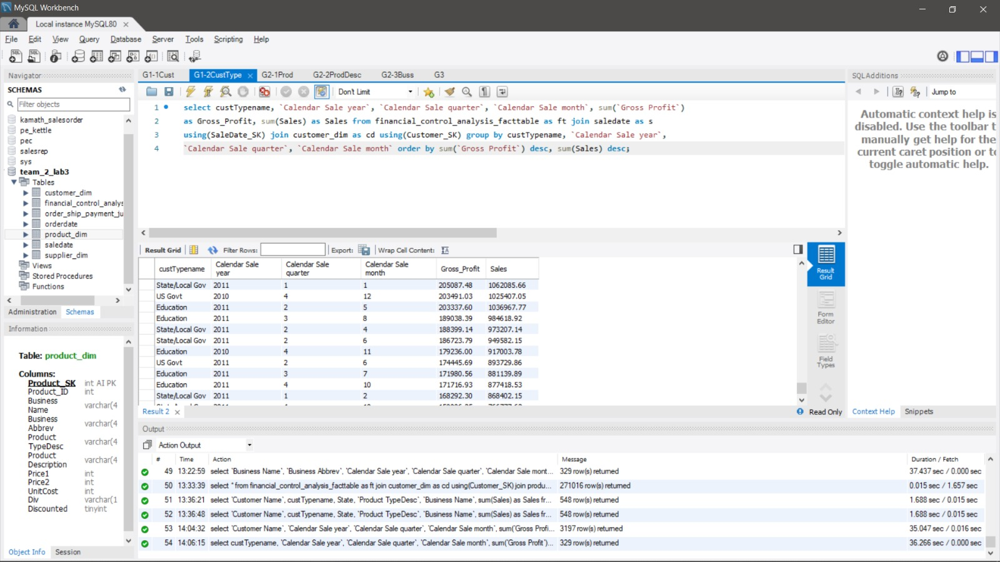 MySQL Workbench
Local instance MySQL80
File Edit View Query Database Server Tools Scripting Help
Navigator
SCHEMAS
Filter objects
kamath_salesorder
pe_kettle
pec
salesrep
sys
team_2_lab3
Tables
customer_dim
financial_control_analys
order_ship_payment_ju
orderdate
product_dim
saledate
supplier_dim
Views
Stored Procedures
Functions
Administration Schemas
Information
Table: product_dim
Columns:
Product_SK int AI PK
Product_ID int
Business
Name varchar(4
Business
Abbrev varchar(4
Product
TypeDesc varchar(4
Product
Description varchar(4
Price1 int
Price2 int
UnitCost int
Div varchar(1
Discounted tinyint
Object Info Session
G1-1Cust G1-2CustType G2-1Prod G2-2ProdDesc G2-3Buss G3
Don't Limit
1 select custTypename, `Calendar Sale year`, `Calendar Sale quarter`, `Calendar Sale month`, sum(`Gross Profit`)
2 as Gross_Profit, sum(Sales) as Sales from financial_control_analysis_facttable as ft join saledate as s
3 using(SaleDate_SK) join customer_dim as cd using(Customer_SK) group by custTypename, `Calendar Sale year`,
4 `Calendar Sale quarter`, `Calendar Sale month` order by sum(`Gross Profit`) desc, sum(Sales) desc;
Result Grid Filter Rows: Export: Wrap Cell Content:
custTypename Calendar Sale year Calendar Sale quarter Calendar Sale month Gross_Profit Sales
State/Local Gov 2011 1 1 205087.48 1062085.66
US Govt 2010 4 12 203491.03 1025407.05
Education 2011 2 5 203337.60 1036967.77
Education 2011 3 8 189038.39 984618.92
State/Local Gov 2011 2 4 188399.14 973207.14
State/Local Gov 2011 2 6 186723.79 949582.15
Education 2010 4 11 179236.00 917003.78
US Govt 2011 2 6 174445.69 893729.86
Education 2011 3 7 171980.56 881139.89
Education 2011 4 10 171716.93 877418.53
State/Local Gov 2011 1 2 168292.30 868402.15
Result Grid
Form Editor
Field Types
Result 2
Read Only
SQLAdditions
Jump to
Automatic context help is
disabled. Use the toolbar t
manually get help for the
current caret position or to
toggle automatic help.
Context Help Snippets
Output
Action Output
# Time Action Message Duration / Fetch
49 13:22:59 select `Business Name`, `Business Abbrev`, `Calendar Sale year`, `Calendar Sale quarter`, `Calendar Sale mont... 329 row(s) returned 37.437 sec / 0.000 sec
50 13:33:39 select * from financial_control_analysis_facttable as ft join customer_dim as cd using(Customer_SK) join produ... 271016 row(s) returned 0.015 sec / 1.657 sec
51 13:36:21 select `Customer Name`, custTypename, State, `Product TypeDesc`, `Business Name`, sum(Sales) as Sales fr... 548 row(s) returned 1.688 sec / 0.015 sec
52 13:36:48 select `Customer Name`, custTypename, State, `Product TypeDesc`, `Business Name`, sum(Sales) as Sales fr... 548 row(s) returned 1.688 sec / 0.015 sec
53 14:04:32 select `Customer Name`, `Calendar Sale year`, `Calendar Sale quarter`, `Calendar Sale month`, sum(`Gross Profi... 3197 row(s) returned 35.047 sec / 0.016 sec
54 14:06:15 select custTypename, `Calendar Sale year`, `Calendar Sale quarter`, `Calendar Sale month`, sum(`Gross Profit`)... 329 row(s) returned 36.266 sec / 0.000 sec